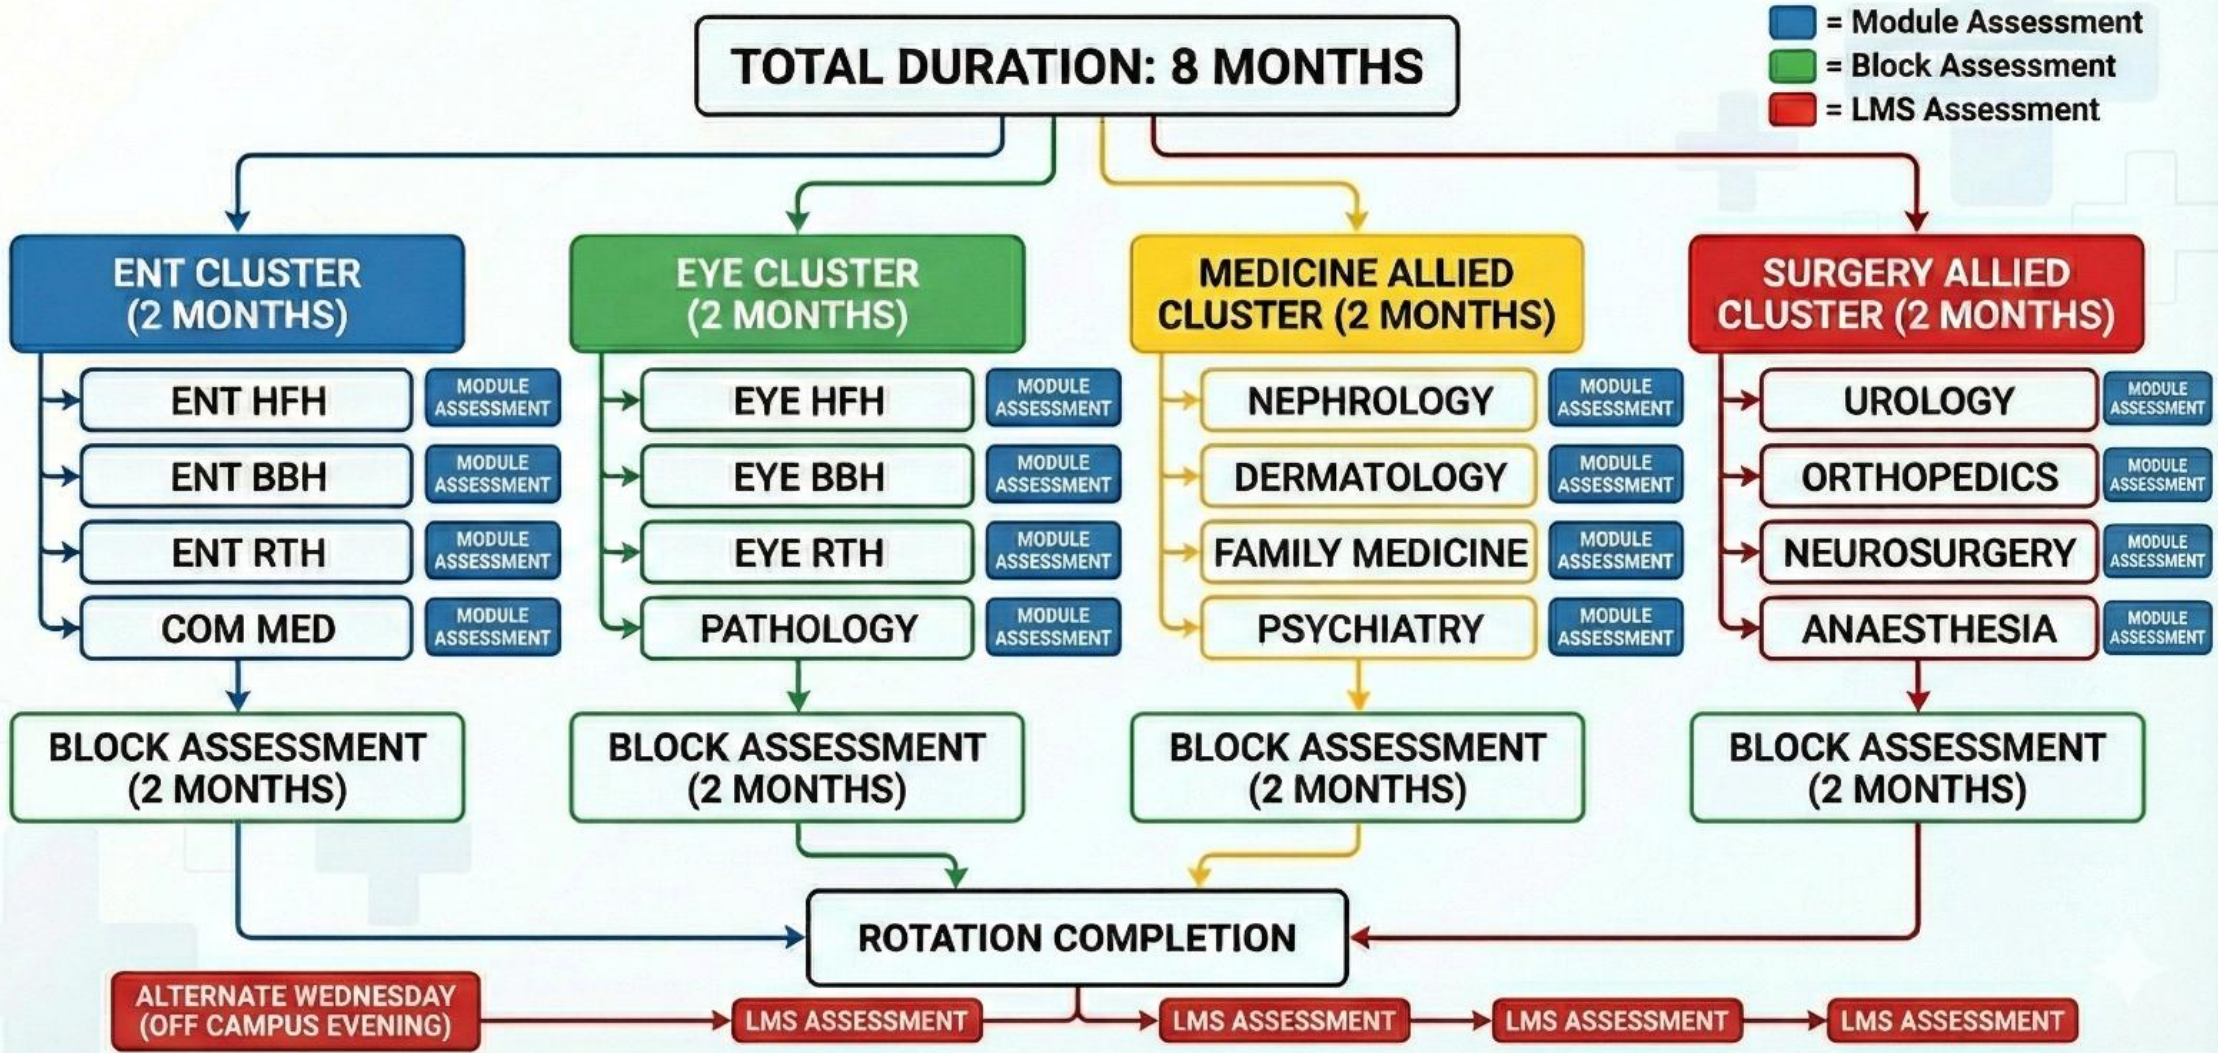 TOTAL DURATION: 8 MONTHS
= Module Assessment
= Block Assessment
= LMS Assessment
ENT CLUSTER
(2 MONTHS)
ENT HFH
MODULE
ASSESSMENT
ENT BBH
MODULE
ASSESSMENT
ENT RTH
MODULE
ASSESSMENT
COM MED
MODULE
ASSESSMENT
BLOCK ASSESSMENT
(2 MONTHS)
EYE CLUSTER
(2 MONTHS)
EYE HFH
MODULE
ASSESSMENT
EYE BBH
MODULE
ASSESSMENT
EYE RTH
MODULE
ASSESSMENT
PATHOLOGY
MODULE
ASSESSMENT
BLOCK ASSESSMENT
(2 MONTHS)
MEDICINE ALLIED
CLUSTER (2 MONTHS)
NEPHROLOGY
MODULE
ASSESSMENT
DERMATOLOGY
MODULE
ASSESSMENT
FAMILY MEDICINE
MODULE
ASSESSMENT
PSYCHIATRY
MODULE
ASSESSMENT
BLOCK ASSESSMENT
(2 MONTHS)
SURGERY ALLIED
CLUSTER (2 MONTHS)
UROLOGY
MODULE
ASSESSMENT
ORTHOPEDICS
MODULE
ASSESSMENT
NEUROSURGERY
MODULE
ASSESSMENT
ANAESTHESIA
MODULE
ASSESSMENT
BLOCK ASSESSMENT
(2 MONTHS)
ROTATION COMPLETION
ALTERNATE WEDNESDAY
(OFF CAMPUS EVENING)
LMS ASSESSMENT
LMS ASSESSMENT
LMS ASSESSMENT
LMS ASSESSMENT